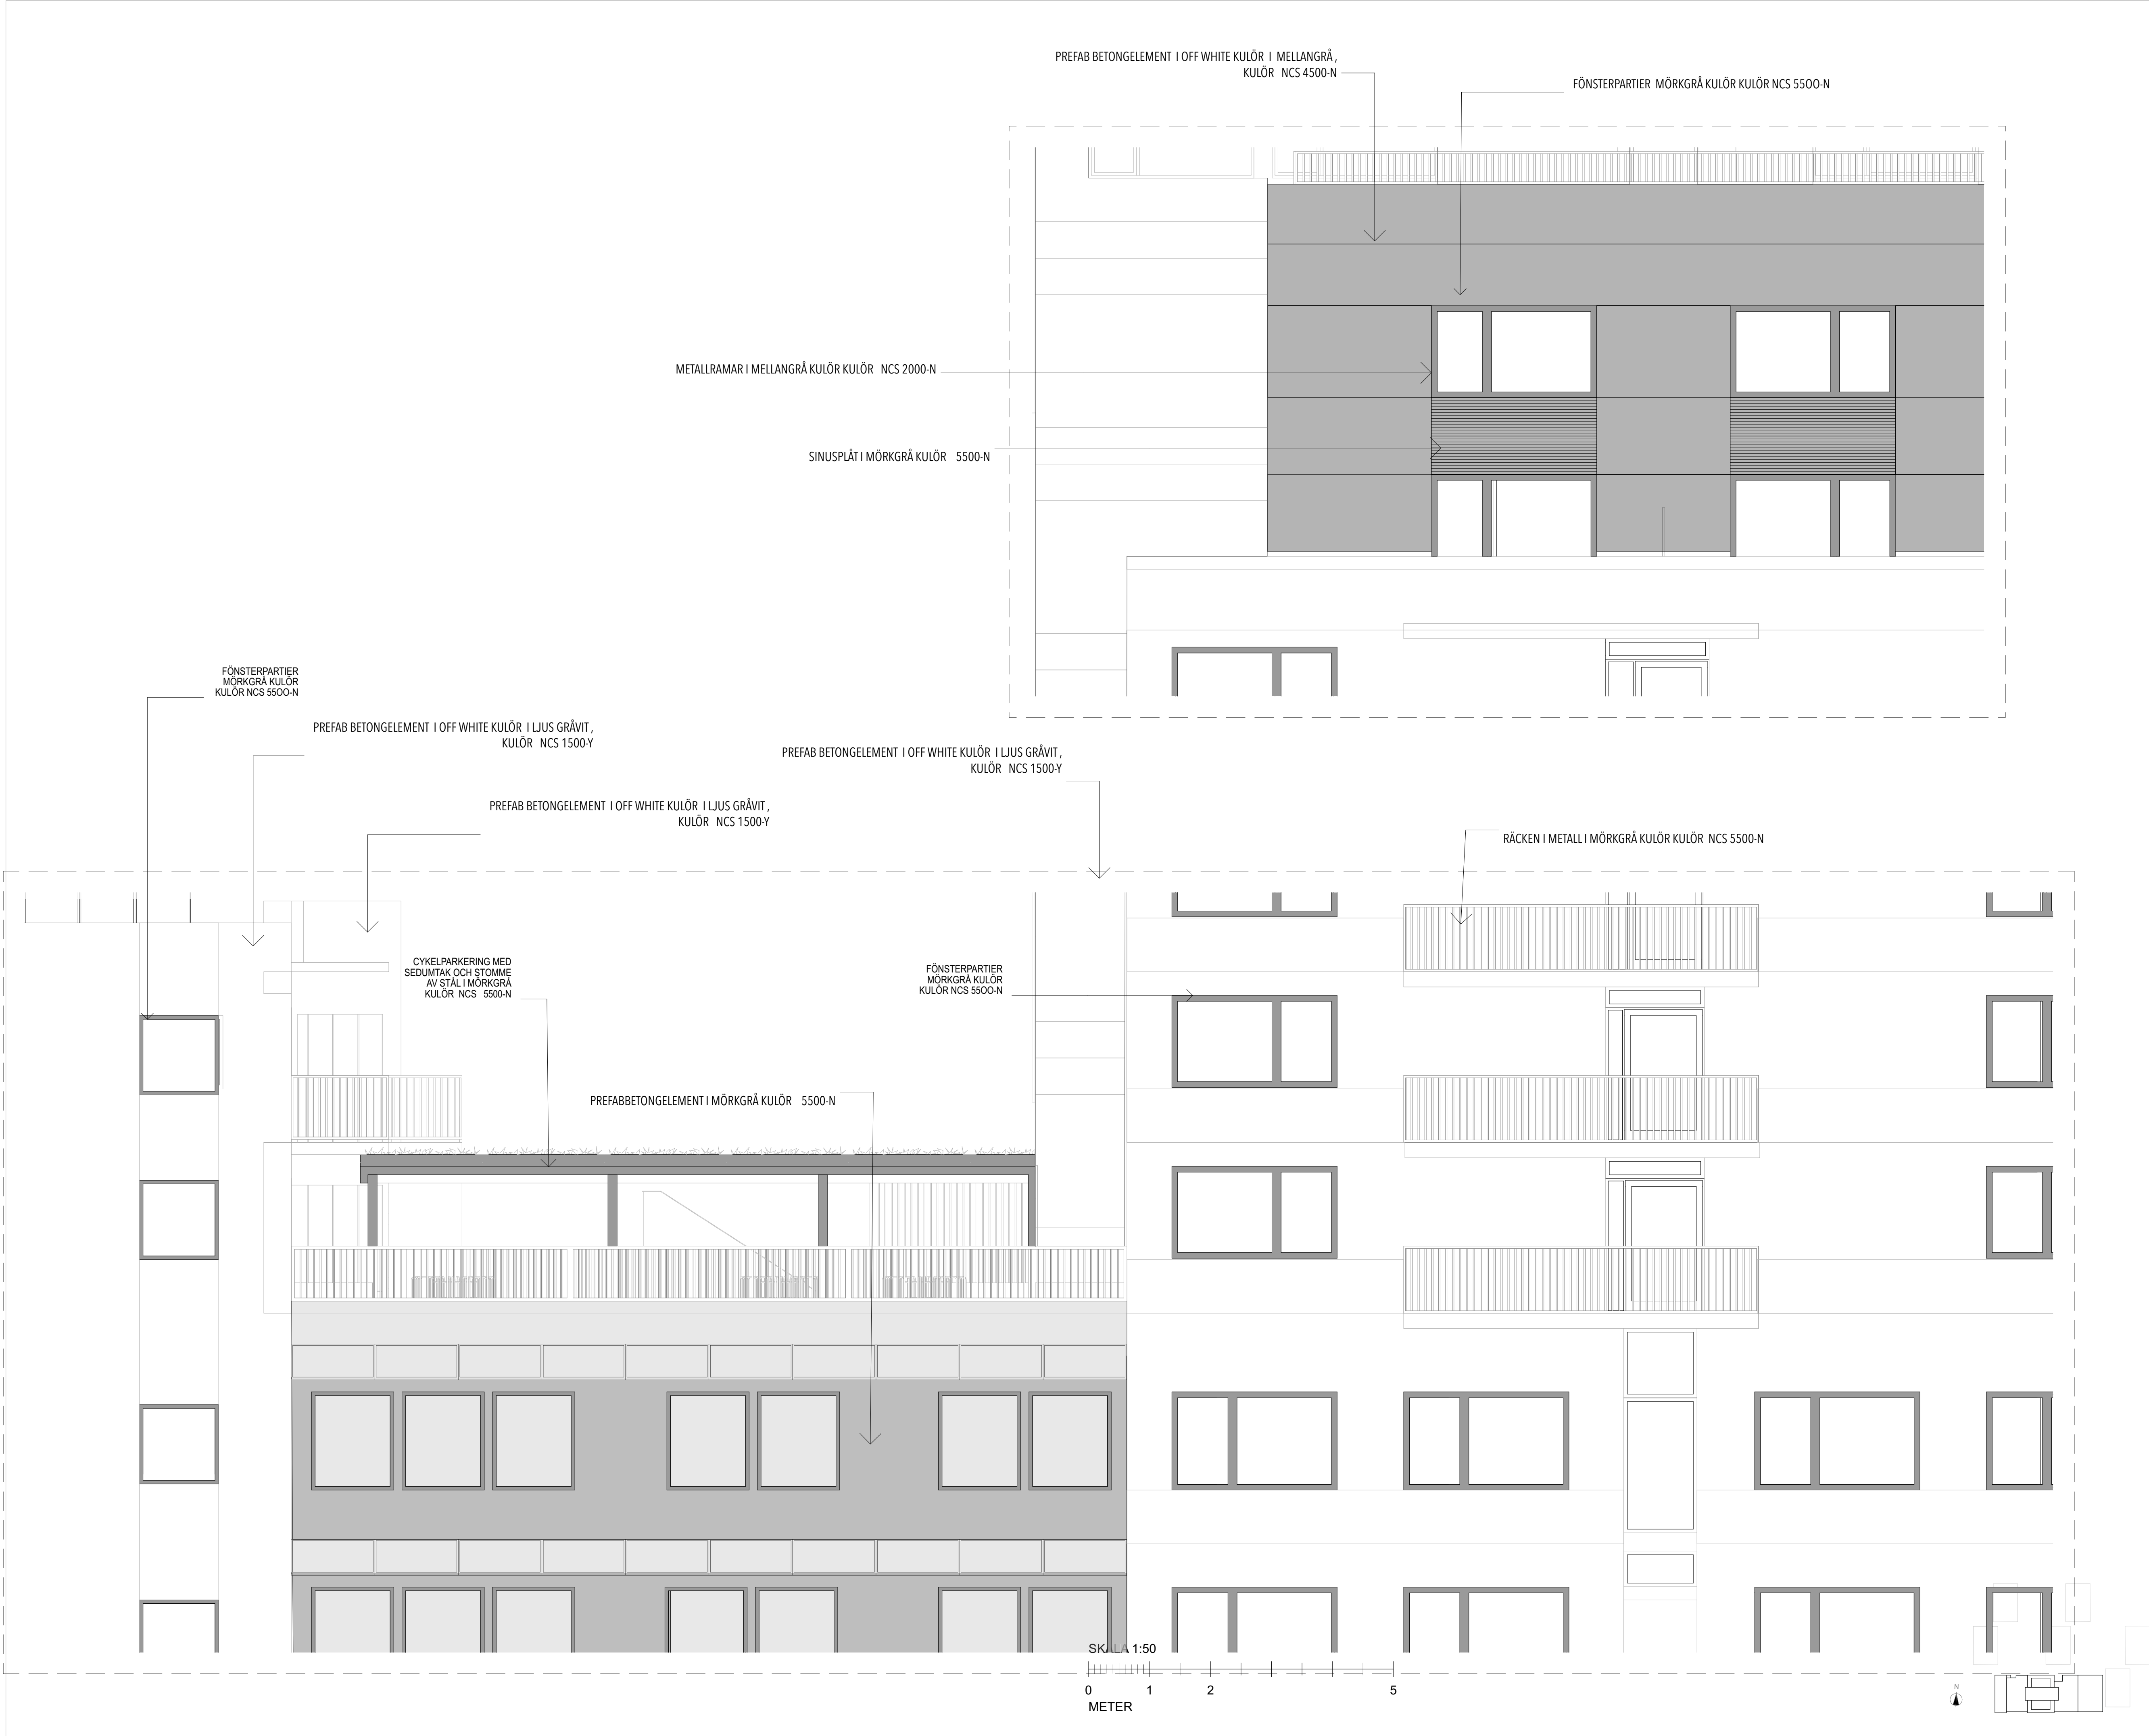 PREFAB BETONGELEMENT I OFF WHITE KULÖR I MELLANGRÅ,
KULÖR NCS 4500-N
FÖNSTERPARTIER MÖRKGRÅ KULÖR KULÖR NCS 55OO-N
METALLRAMAR I MELLANGRÅ KULÖR KULÖR NCS 2000-N
SINUSPLÅT I MÖRKGRÅ KULÖR 5500-N
FÖNSTERPARTIER
MÖRKGRÅ KULÖR
KULÖR NCS 55OO-N
PREFAB BETONGELEMENT I OFF WHITE KULÖR I LJUS GRÅVIT,
KULÖR NCS 1500-Y
PREFAB BETONGELEMENT I OFF WHITE KULÖR I LJUS GRÅVIT,
KULÖR NCS 1500-Y
PREFAB BETONGELEMENT I OFF WHITE KULÖR I LJUS GRÅVIT,
KULÖR NCS 1500-Y
RÄCKEN I METALL I MÖRKGRÅ KULÖR KULÖR NCS 5500-N
CYKELPARKERING MED
SEDUMTAK OCH STOMME
AV STÅL I MÖRKGRÅ
KULÖR NCS 5500-N
FÖNSTERPARTIER
MÖRKGRÅ KULÖR
KULÖR NCS 55OO-N
PREFABBETONGELEMENT I MÖRKGRÅ KULÖR 5500-N
SKALA 1:50
0 1 2 5
METER
N